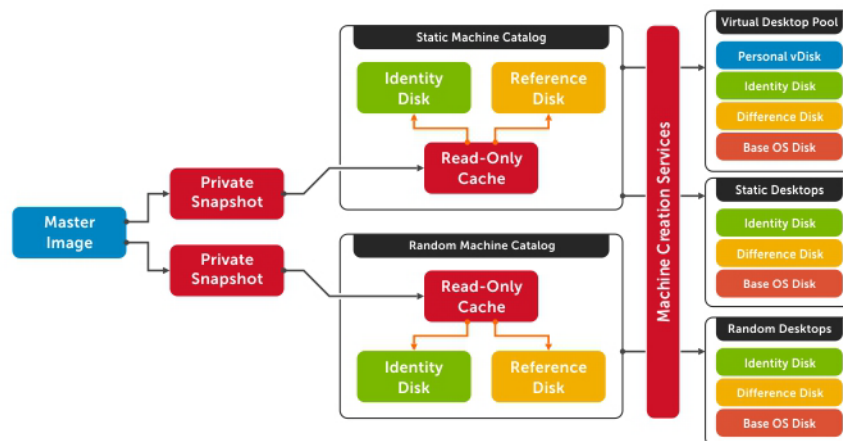 Master
Image
Private
Snapshot
Private
Snapshot
Static Machine Catalog
Identity
Disk
Reference
Disk
Read-Only
Cache
Random Machine Catalog
Read-Only
Cache
Identity
Disk
Reference
Disk
Machine Creation Services
Virtual Desktop Pool
Personal vDisk
Identity Disk
Difference Disk
Base OS Disk
Static Desktops
Identity Disk
Difference Disk
Base OS Disk
Random Desktops
Identity Disk
Difference Disk
Base OS Disk